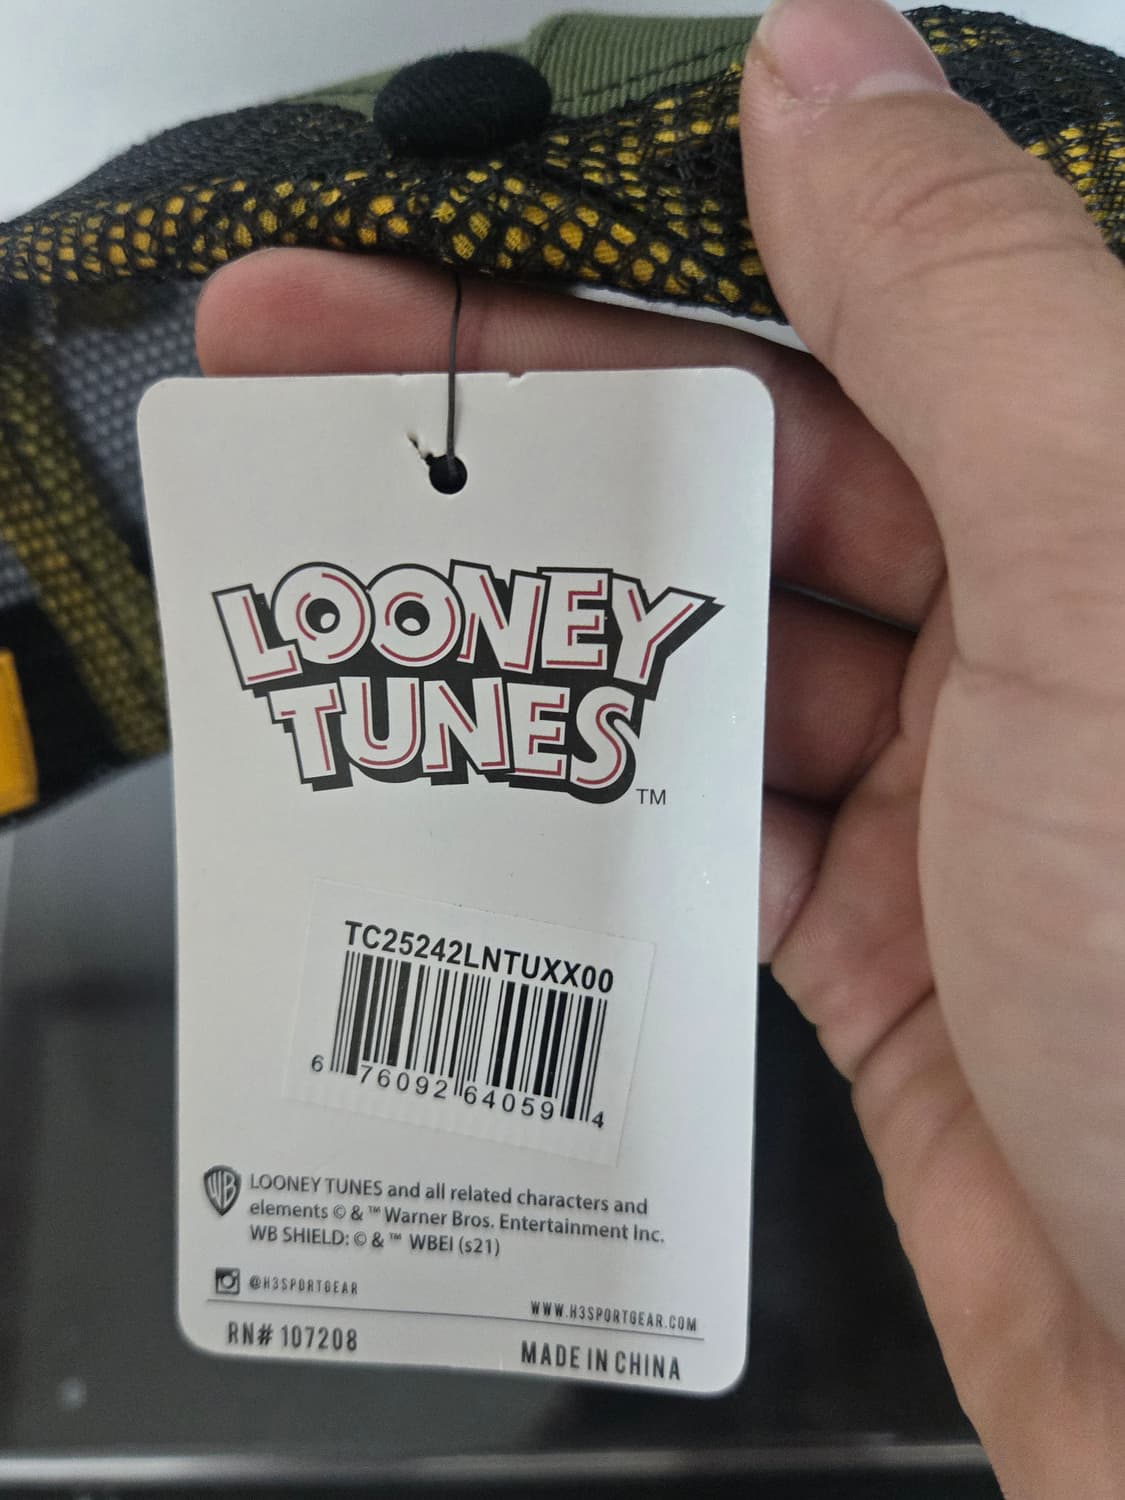 LOONEY
TUNES
TM
TC25242LNTUXX00
6 76092 64059 4
WB
LOONEY TUNES and all related characters and
elements © & ™ Warner Bros. Entertainment Inc.
WB SHIELD: © & ™ WBEI (s21)
@H3SPORTGEAR
WWW.H3SPORTGEAR.COM
RN# 107208
MADE IN CHINA